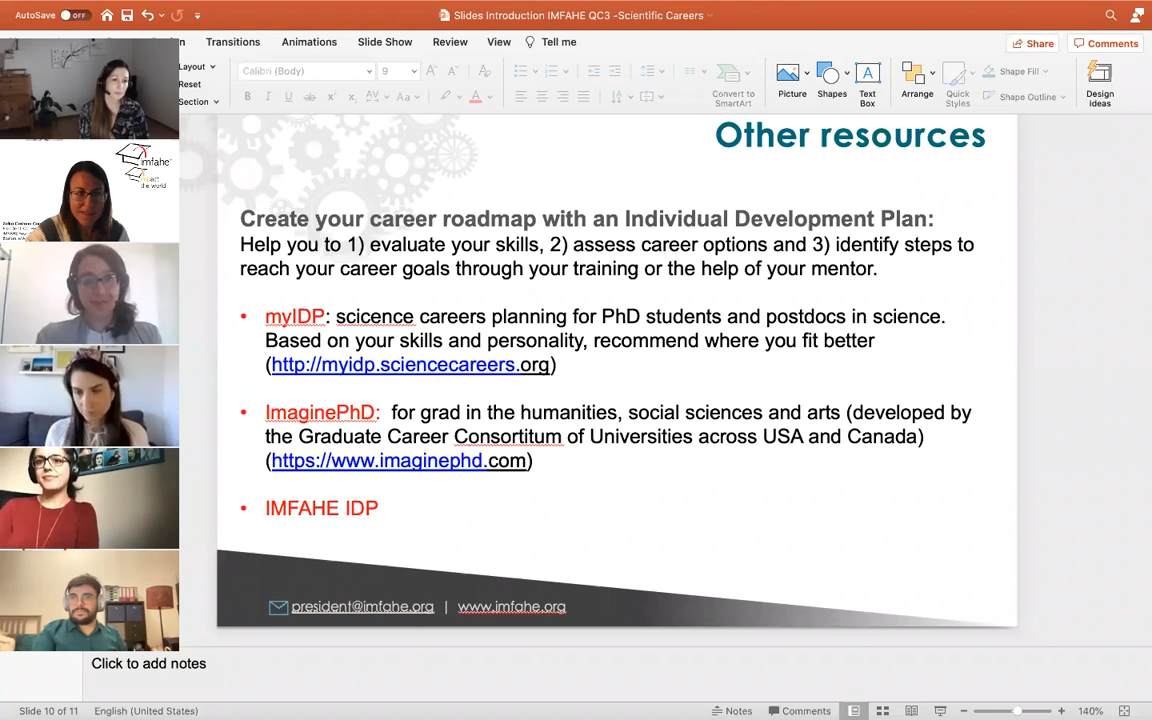 AutoSave OFF
Slides Introduction IMFAHE QC3 -Scientific Careers
Transitions Animations Slide Show Review View Tell me
Share Comments
Layout
Reset
Section
Calibri (Body) 9
Convert to SmartArt
Picture Shapes Text Box Arrange Quick Styles
Shape Fill
Shape Outline
Design Ideas
imfahe
the world
Other resources
Create your career roadmap with an Individual Development Plan:
Help you to 1) evaluate your skills, 2) assess career options and 3) identify steps to
reach your career goals through your training or the help of your mentor.
• myIDP: scicence careers planning for PhD students and postdocs in science.
Based on your skills and personality, recommend where you fit better
(http://myidp.sciencecareers.org)
• ImaginePhD: for grad in the humanities, social sciences and arts (developed by
the Graduate Career Consortitum of Universities across USA and Canada)
(https://www.imaginephd.com)
• IMFAHE IDP
president@imfahe.org | www.imfahe.org
Click to add notes
Slide 10 of 11 English (United States) Notes Comments 140%